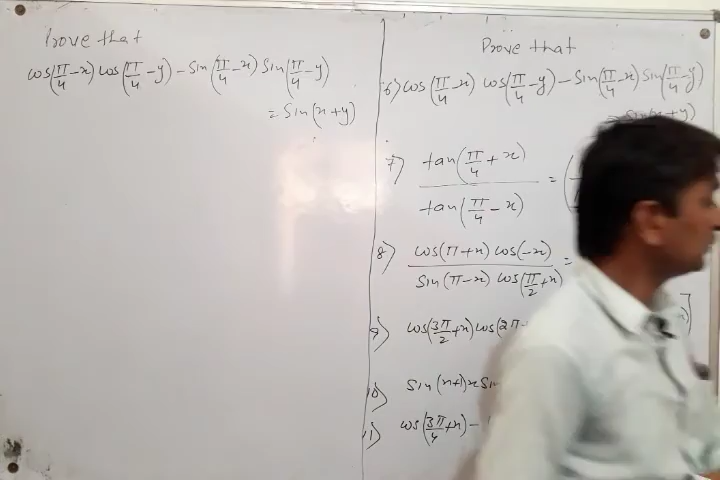 Prove that
cos(π/4-x) cos(π/4-y) - Sin(π/4-x) Sin(π/4-y)
= Sin(x+y)
Prove that
6) cos(π/4-x) cos(π/4-y) - Sin(π/4-x) Sin(π/4-y)
= Sin(x+y)
7) tan(π/4+x) / tan(π/4-x) = (
8) cos(π+x) cos(-x) / Sin(π-x) cos(π/2+x) =
9) cos(3π/2+x) cos(2π
10) Sin(n+1)x Sin
11) cos(3π/4+x) -